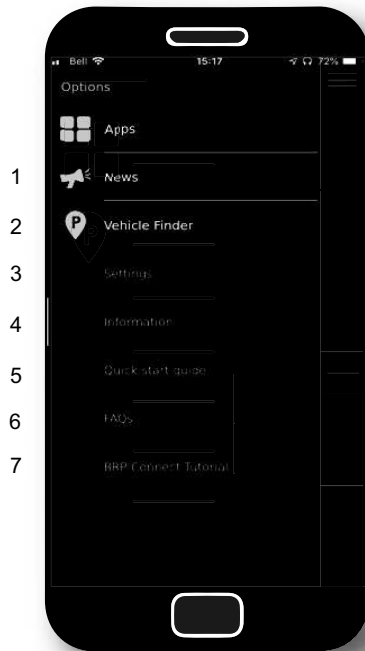 Bell 15:17 72%
Options
Apps
1 News
2 P Vehicle Finder
3 Settings
4 Information
5 Quick start guide
6 FAQs
7 BRP Connect Tutorial